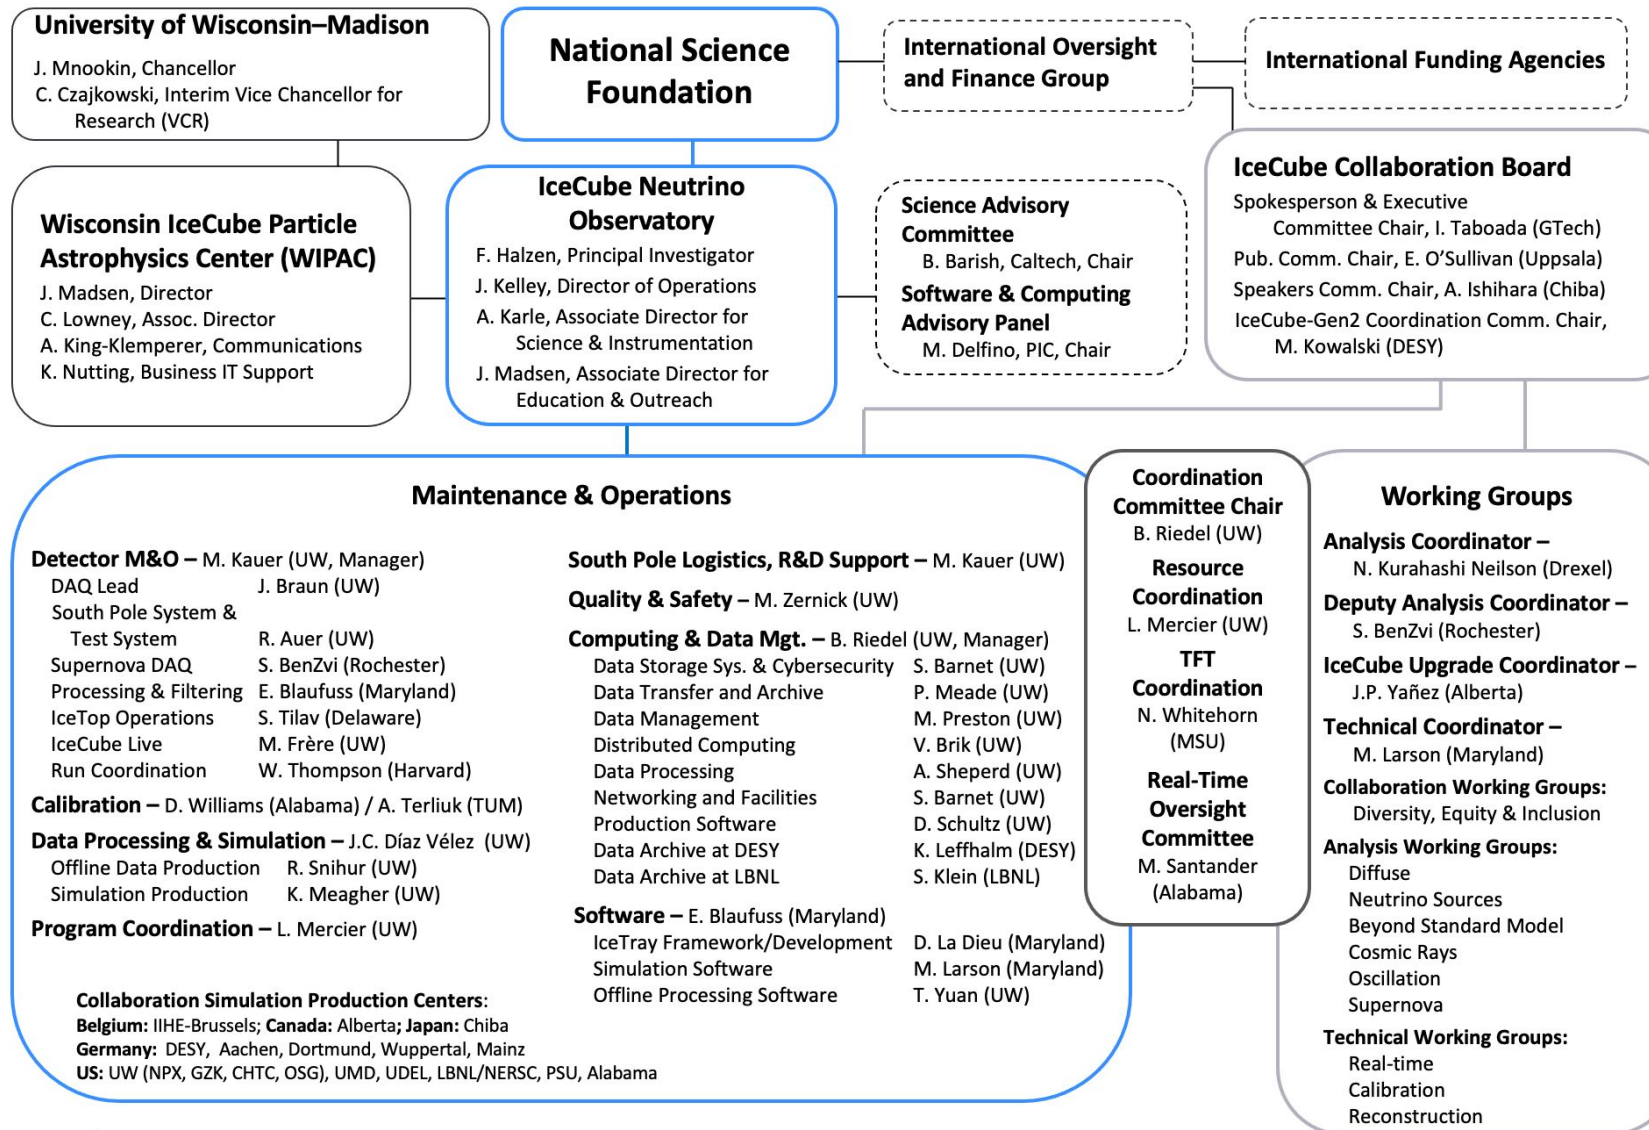 University of Wisconsin–Madison
J. Mnookin, Chancellor
C. Czajkowski, Interim Vice Chancellor for
Research (VCR)
National Science
Foundation
International Oversight
and Finance Group
International Funding Agencies
Wisconsin IceCube Particle
Astrophysics Center (WIPAC)
J. Madsen, Director
C. Lowney, Assoc. Director
A. King-Klemperer, Communications
K. Nutting, Business IT Support
IceCube Neutrino
Observatory
F. Halzen, Principal Investigator
J. Kelley, Director of Operations
A. Karle, Associate Director for
Science & Instrumentation
J. Madsen, Associate Director for
Education & Outreach
Science Advisory
Committee
B. Barish, Caltech, Chair
Software & Computing
Advisory Panel
M. Delfino, PIC, Chair
IceCube Collaboration Board
Spokesperson & Executive
Committee Chair, I. Taboada (GTech)
Pub. Comm. Chair, E. O’Sullivan (Uppsala)
Speakers Comm. Chair, A. Ishihara (Chiba)
IceCube-Gen2 Coordination Comm. Chair,
M. Kowalski (DESY)
Maintenance & Operations
Detector M&O – M. Kauer (UW, Manager)
DAQ Lead J. Braun (UW)
South Pole System &
Test System R. Auer (UW)
Supernova DAQ S. BenZvi (Rochester)
Processing & Filtering E. Blaufuss (Maryland)
IceTop Operations S. Tilav (Delaware)
IceCube Live M. Frère (UW)
Run Coordination W. Thompson (Harvard)
Calibration – D. Williams (Alabama) / A. Terliuk (TUM)
Data Processing & Simulation – J.C. Díaz Vélez (UW)
Offline Data Production R. Snihur (UW)
Simulation Production K. Meagher (UW)
Program Coordination – L. Mercier (UW)
South Pole Logistics, R&D Support – M. Kauer (UW)
Quality & Safety – M. Zernick (UW)
Computing & Data Mgt. – B. Riedel (UW, Manager)
Data Storage Sys. & Cybersecurity S. Barnet (UW)
Data Transfer and Archive P. Meade (UW)
Data Management M. Preston (UW)
Distributed Computing V. Brik (UW)
Data Processing A. Sheperd (UW)
Networking and Facilities S. Barnet (UW)
Production Software D. Schultz (UW)
Data Archive at DESY K. Leffhalm (DESY)
Data Archive at LBNL S. Klein (LBNL)
Software – E. Blaufuss (Maryland)
IceTray Framework/Development D. La Dieu (Maryland)
Simulation Software M. Larson (Maryland)
Offline Processing Software T. Yuan (UW)
Collaboration Simulation Production Centers:
Belgium: IIHE-Brussels; Canada: Alberta; Japan: Chiba
Germany: DESY, Aachen, Dortmund, Wuppertal, Mainz
US: UW (NPX, GZK, CHTC, OSG), UMD, UDEL, LBNL/NERSC, PSU, Alabama
Coordination
Committee Chair
B. Riedel (UW)
Resource
Coordination
L. Mercier (UW)
TFT
Coordination
N. Whitehorn
(MSU)
Real-Time
Oversight
Committee
M. Santander
(Alabama)
Working Groups
Analysis Coordinator –
N. Kurahashi Neilson (Drexel)
Deputy Analysis Coordinator –
S. BenZvi (Rochester)
IceCube Upgrade Coordinator –
J.P. Yañez (Alberta)
Technical Coordinator –
M. Larson (Maryland)
Collaboration Working Groups:
Diversity, Equity & Inclusion
Analysis Working Groups:
Diffuse
Neutrino Sources
Beyond Standard Model
Cosmic Rays
Oscillation
Supernova
Technical Working Groups:
Real-time
Calibration
Reconstruction